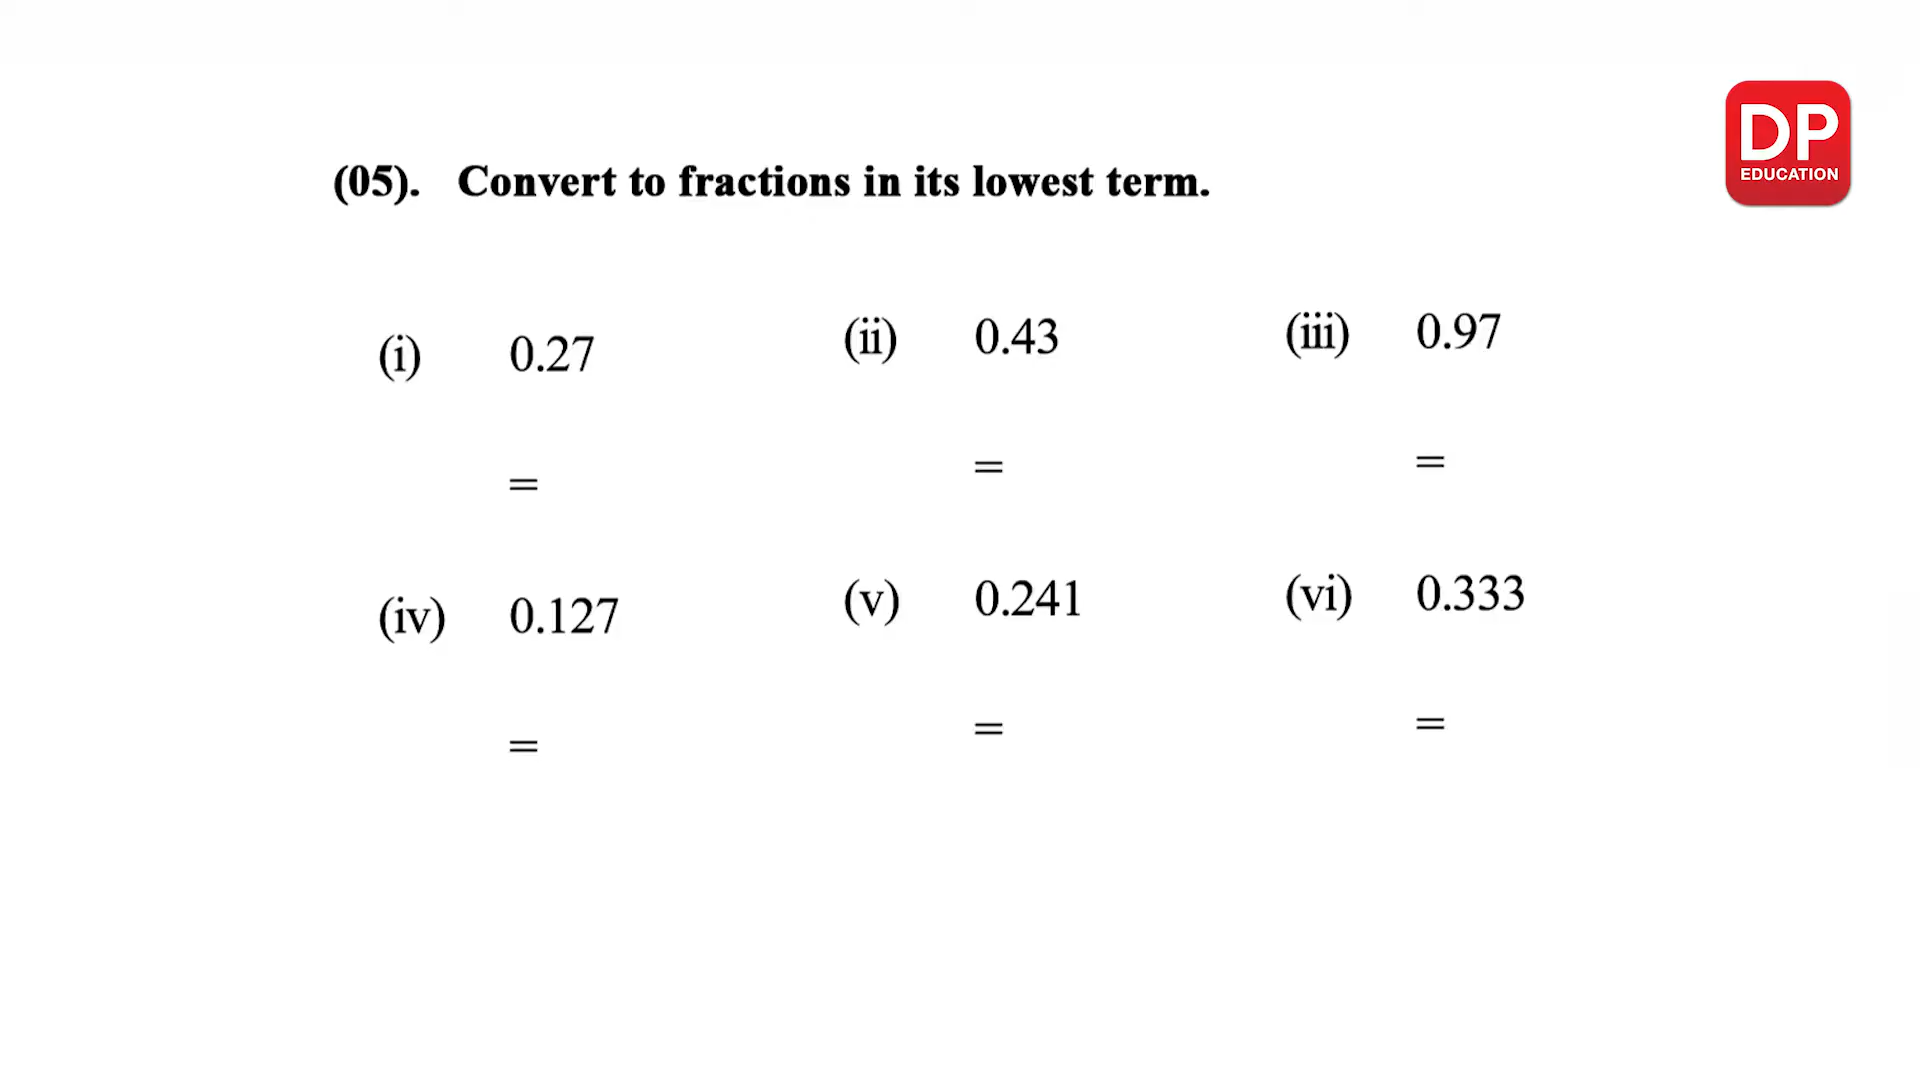 DP
EDUCATION
(05). Convert to fractions in its lowest term.
(i) 0.27 (ii) 0.43 (iii) 0.97
= = =
(iv) 0.127 (v) 0.241 (vi) 0.333
= = =